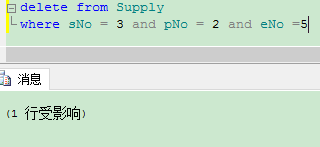 delete from Supply
where sNo = 3 and pNo = 2 and eNo =5
消息
(1 行受影响)